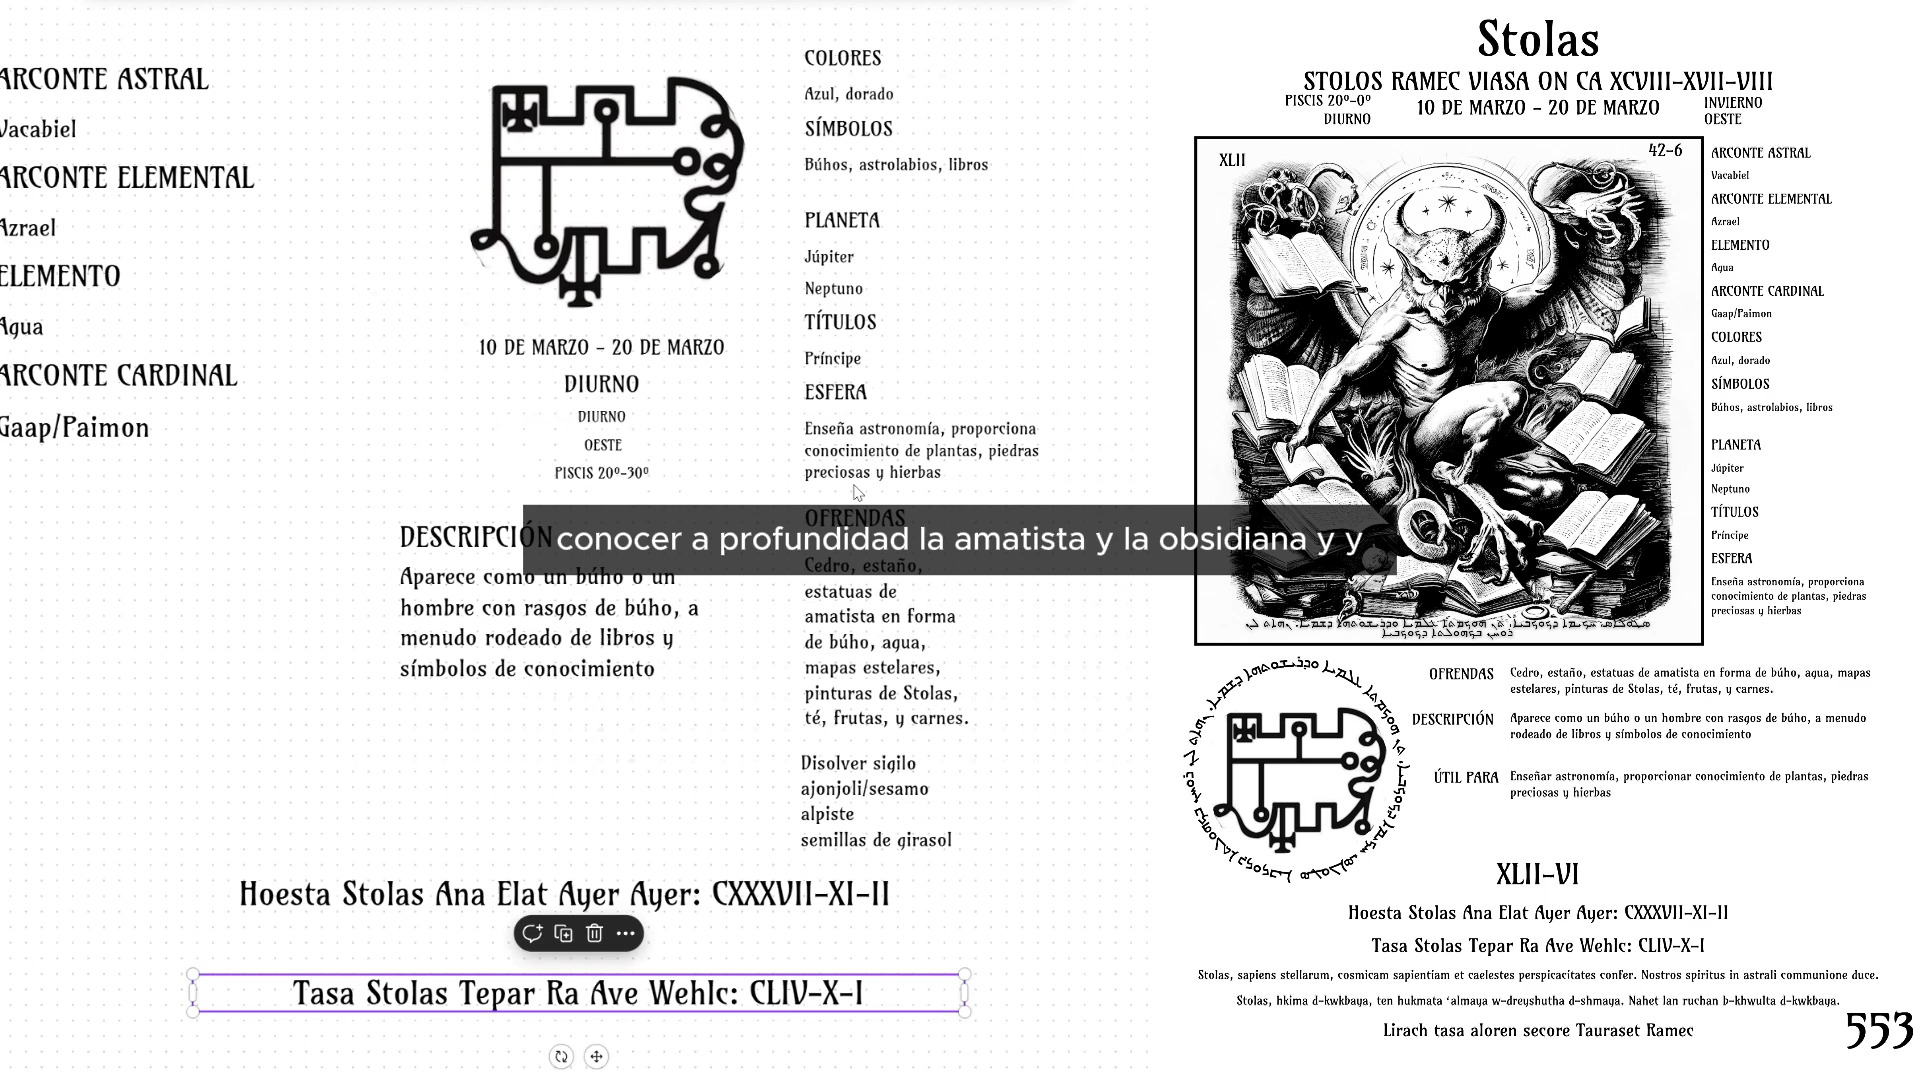 ARCONTE ASTRAL
Vacabiel
ARCONTE ELEMENTAL
Azrael
ELEMENTO
Agua
ARCONTE CARDINAL
Gaap/Paimon
10 DE MARZO – 20 DE MARZO
DIURNO
DIURNO
OESTE
PISCIS 20º–30º
DESCRIPCIÓN
Aparece como un búho o un
hombre con rasgos de búho, a
menudo rodeado de libros y
símbolos de conocimiento
COLORES
Azul, dorado
SÍMBOLOS
Búhos, astrolabios, libros
PLANETA
Júpiter
Neptuno
TÍTULOS
Príncipe
ESFERA
Enseña astronomía, proporciona
conocimiento de plantas, piedras
preciosas y hierbas
OFRENDAS
Cedro, estaño,
estatuas de
amatista en forma
de búho, agua,
mapas estelares,
pinturas de Stolas,
té, frutas, y carnes.
Disolver sigilo
ajonjoli/sesamo
alpiste
semillas de girasol
conocer a profundidad la amatista y la obsidiana y y
Hoesta Stolas Ana Elat Ayer Ayer: CXXXVII–XI–II
Tasa Stolas Tepar Ra Ave Wehlc: CLIV–X–I
Stolas
STOLOS RAMEC VIASA ON CA XCVIII–XVII–VIII
PISCIS 20º–0º
DIURNO
10 DE MARZO – 20 DE MARZO
INVIERNO
OESTE
XLII
42–6
ARCONTE ASTRAL
Vacabiel
ARCONTE ELEMENTAL
Azrael
ELEMENTO
Agua
ARCONTE CARDINAL
Gaap/Paimon
COLORES
Azul, dorado
SÍMBOLOS
Búhos, astrolabios, libros
PLANETA
Júpiter
Neptuno
TÍTULOS
Príncipe
ESFERA
Enseña astronomía, proporciona
conocimiento de plantas, piedras
preciosas y hierbas
OFRENDAS
Cedro, estaño, estatuas de amatista en forma de búho, agua, mapas
estelares, pinturas de Stolas, té, frutas, y carnes.
DESCRIPCIÓN
Aparece como un búho o un hombre con rasgos de búho, a menudo
rodeado de libros y símbolos de conocimiento
ÚTIL PARA
Enseñar astronomía, proporcionar conocimiento de plantas, piedras
preciosas y hierbas
XLII–VI
Hoesta Stolas Ana Elat Ayer Ayer: CXXXVII–XI–II
Tasa Stolas Tepar Ra Ave Wehlc: CLIV–X–I
Stolas, sapiens stellarum, cosmicam sapientiam et caelestes perspicacitates confer. Nostros spiritus in astrali communione duce.
Stolas, hkima d-kwkbaya, ten hukmata ‘almaya w-dreyshutha d-shmaya. Nahet lan ruchan b-khwulta d-kwkbaya.
Lirach tasa aloren secore Tauraset Ramec
553